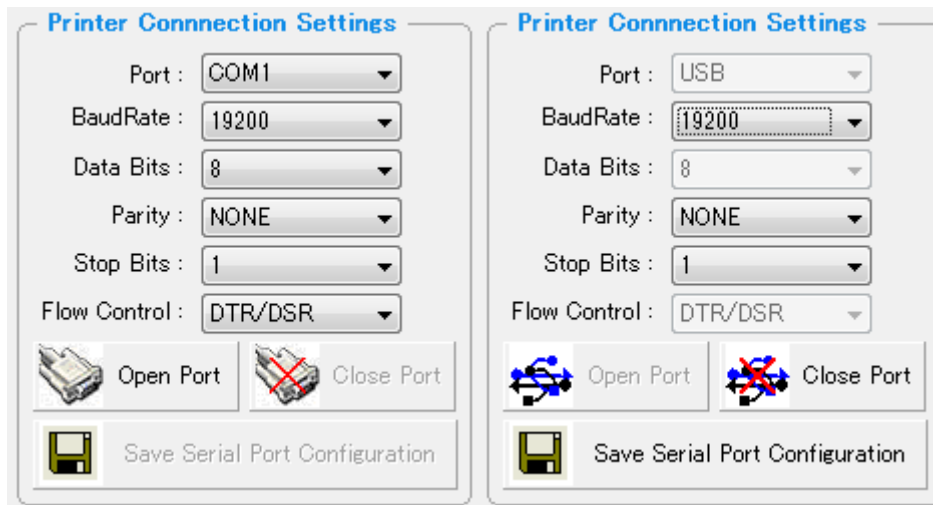 Printer Connnection Settings
Port : COM1
BaudRate : 19200
Data Bits : 8
Parity : NONE
Stop Bits : 1
Flow Control : DTR/DSR
Open Port Close Port
Save Serial Port Configuration
Printer Connnection Settings
Port : USB
BaudRate : 19200
Data Bits : 8
Parity : NONE
Stop Bits : 1
Flow Control : DTR/DSR
Open Port Close Port
Save Serial Port Configuration